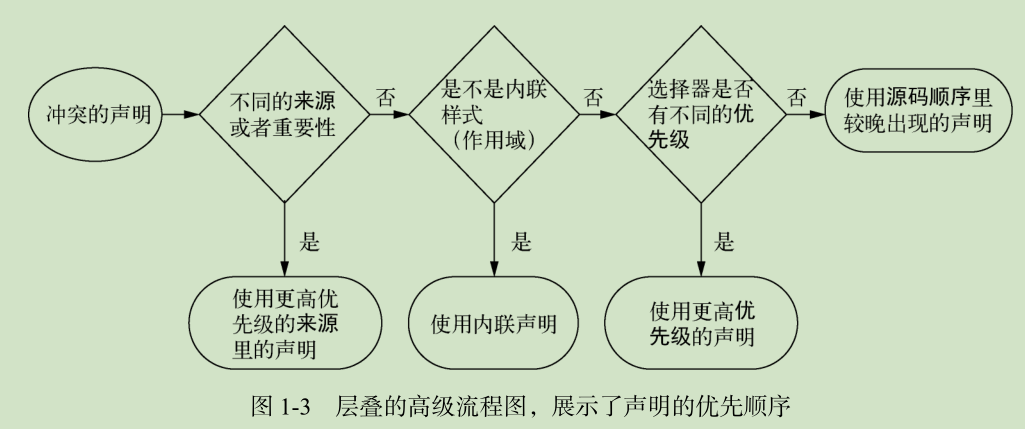 冲突的声明
不同的来源
或者重要性
否
是不是内联
样式
（作用域）
否
选择器是否
有不同的优
先级
否
使用源码顺序里
较晚出现的声明
是
是
是
使用更高优
先级的来源
里的声明
使用内联声明
使用更高优
先级的声明
图 1-3　层叠的高级流程图，展示了声明的优先顺序